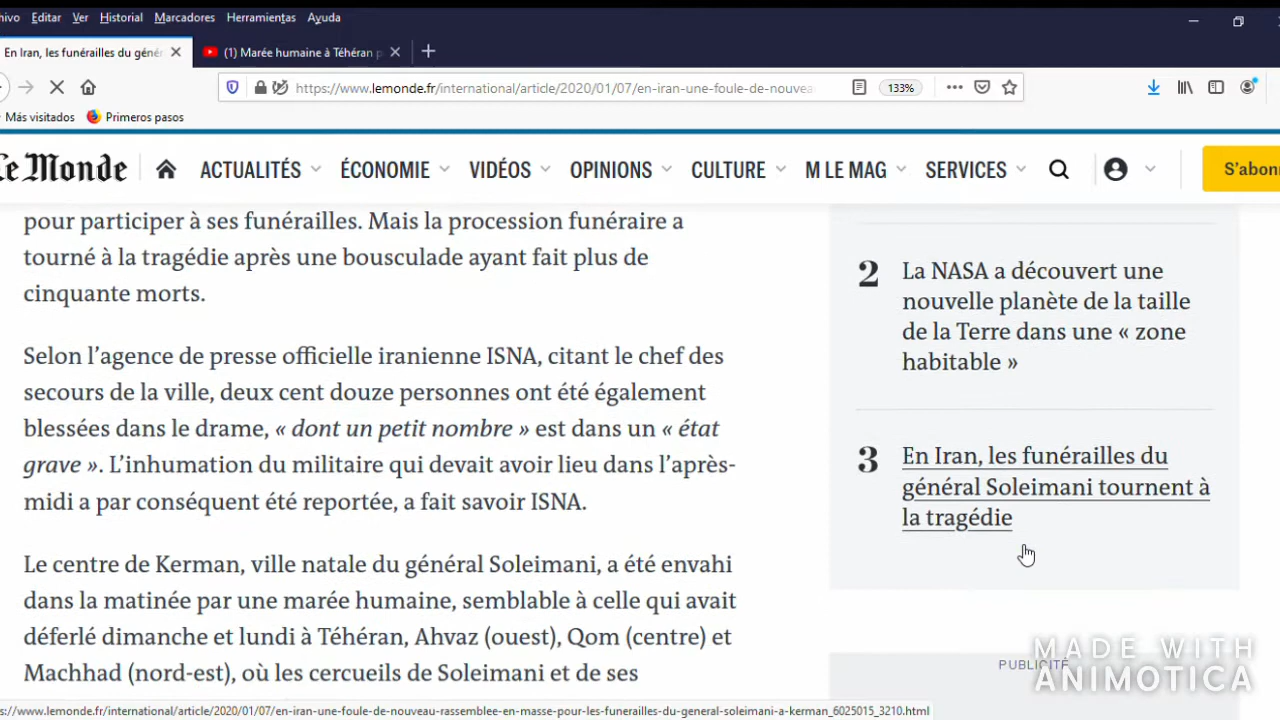 Editar Ver Historial Marcadores Herramientas Ayuda
En Iran, les funérailles du géné
(1) Marée humaine à Téhéran p
https://www.lemonde.fr/international/article/2020/01/07/en-iran-une-foule-de-nouvea
133%
Más visitados Primeros pasos
Le Monde
ACTUALITÉS ÉCONOMIE VIDÉOS OPINIONS CULTURE M LE MAG SERVICES
S'abon
pour participer à ses funérailles. Mais la procession funéraire a
tourné à la tragédie après une bousculade ayant fait plus de
cinquante morts.
Selon l'agence de presse officielle iranienne ISNA, citant le chef des
secours de la ville, deux cent douze personnes ont été également
blessées dans le drame, « dont un petit nombre » est dans un « état
grave ». L'inhumation du militaire qui devait avoir lieu dans l'après-
midi a par conséquent été reportée, a fait savoir ISNA.
Le centre de Kerman, ville natale du général Soleimani, a été envahi
dans la matinée par une marée humaine, semblable à celle qui avait
déferlé dimanche et lundi à Téhéran, Ahvaz (ouest), Qom (centre) et
Machhad (nord-est), où les cercueils de Soleimani et de ses
2
La NASA a découvert une
nouvelle planète de la taille
de la Terre dans une « zone
habitable »
3
En Iran, les funérailles du
général Soleimani tournent à
la tragédie
PUBLICITÉ
MADE WITH
ANIMOTICA
s://www.lemonde.fr/international/article/2020/01/07/en-iran-une-foule-de-nouveau-rassemblee-en-masse-pour-les-funerailles-du-general-soleimani-a-kerman_6025015_3210.html